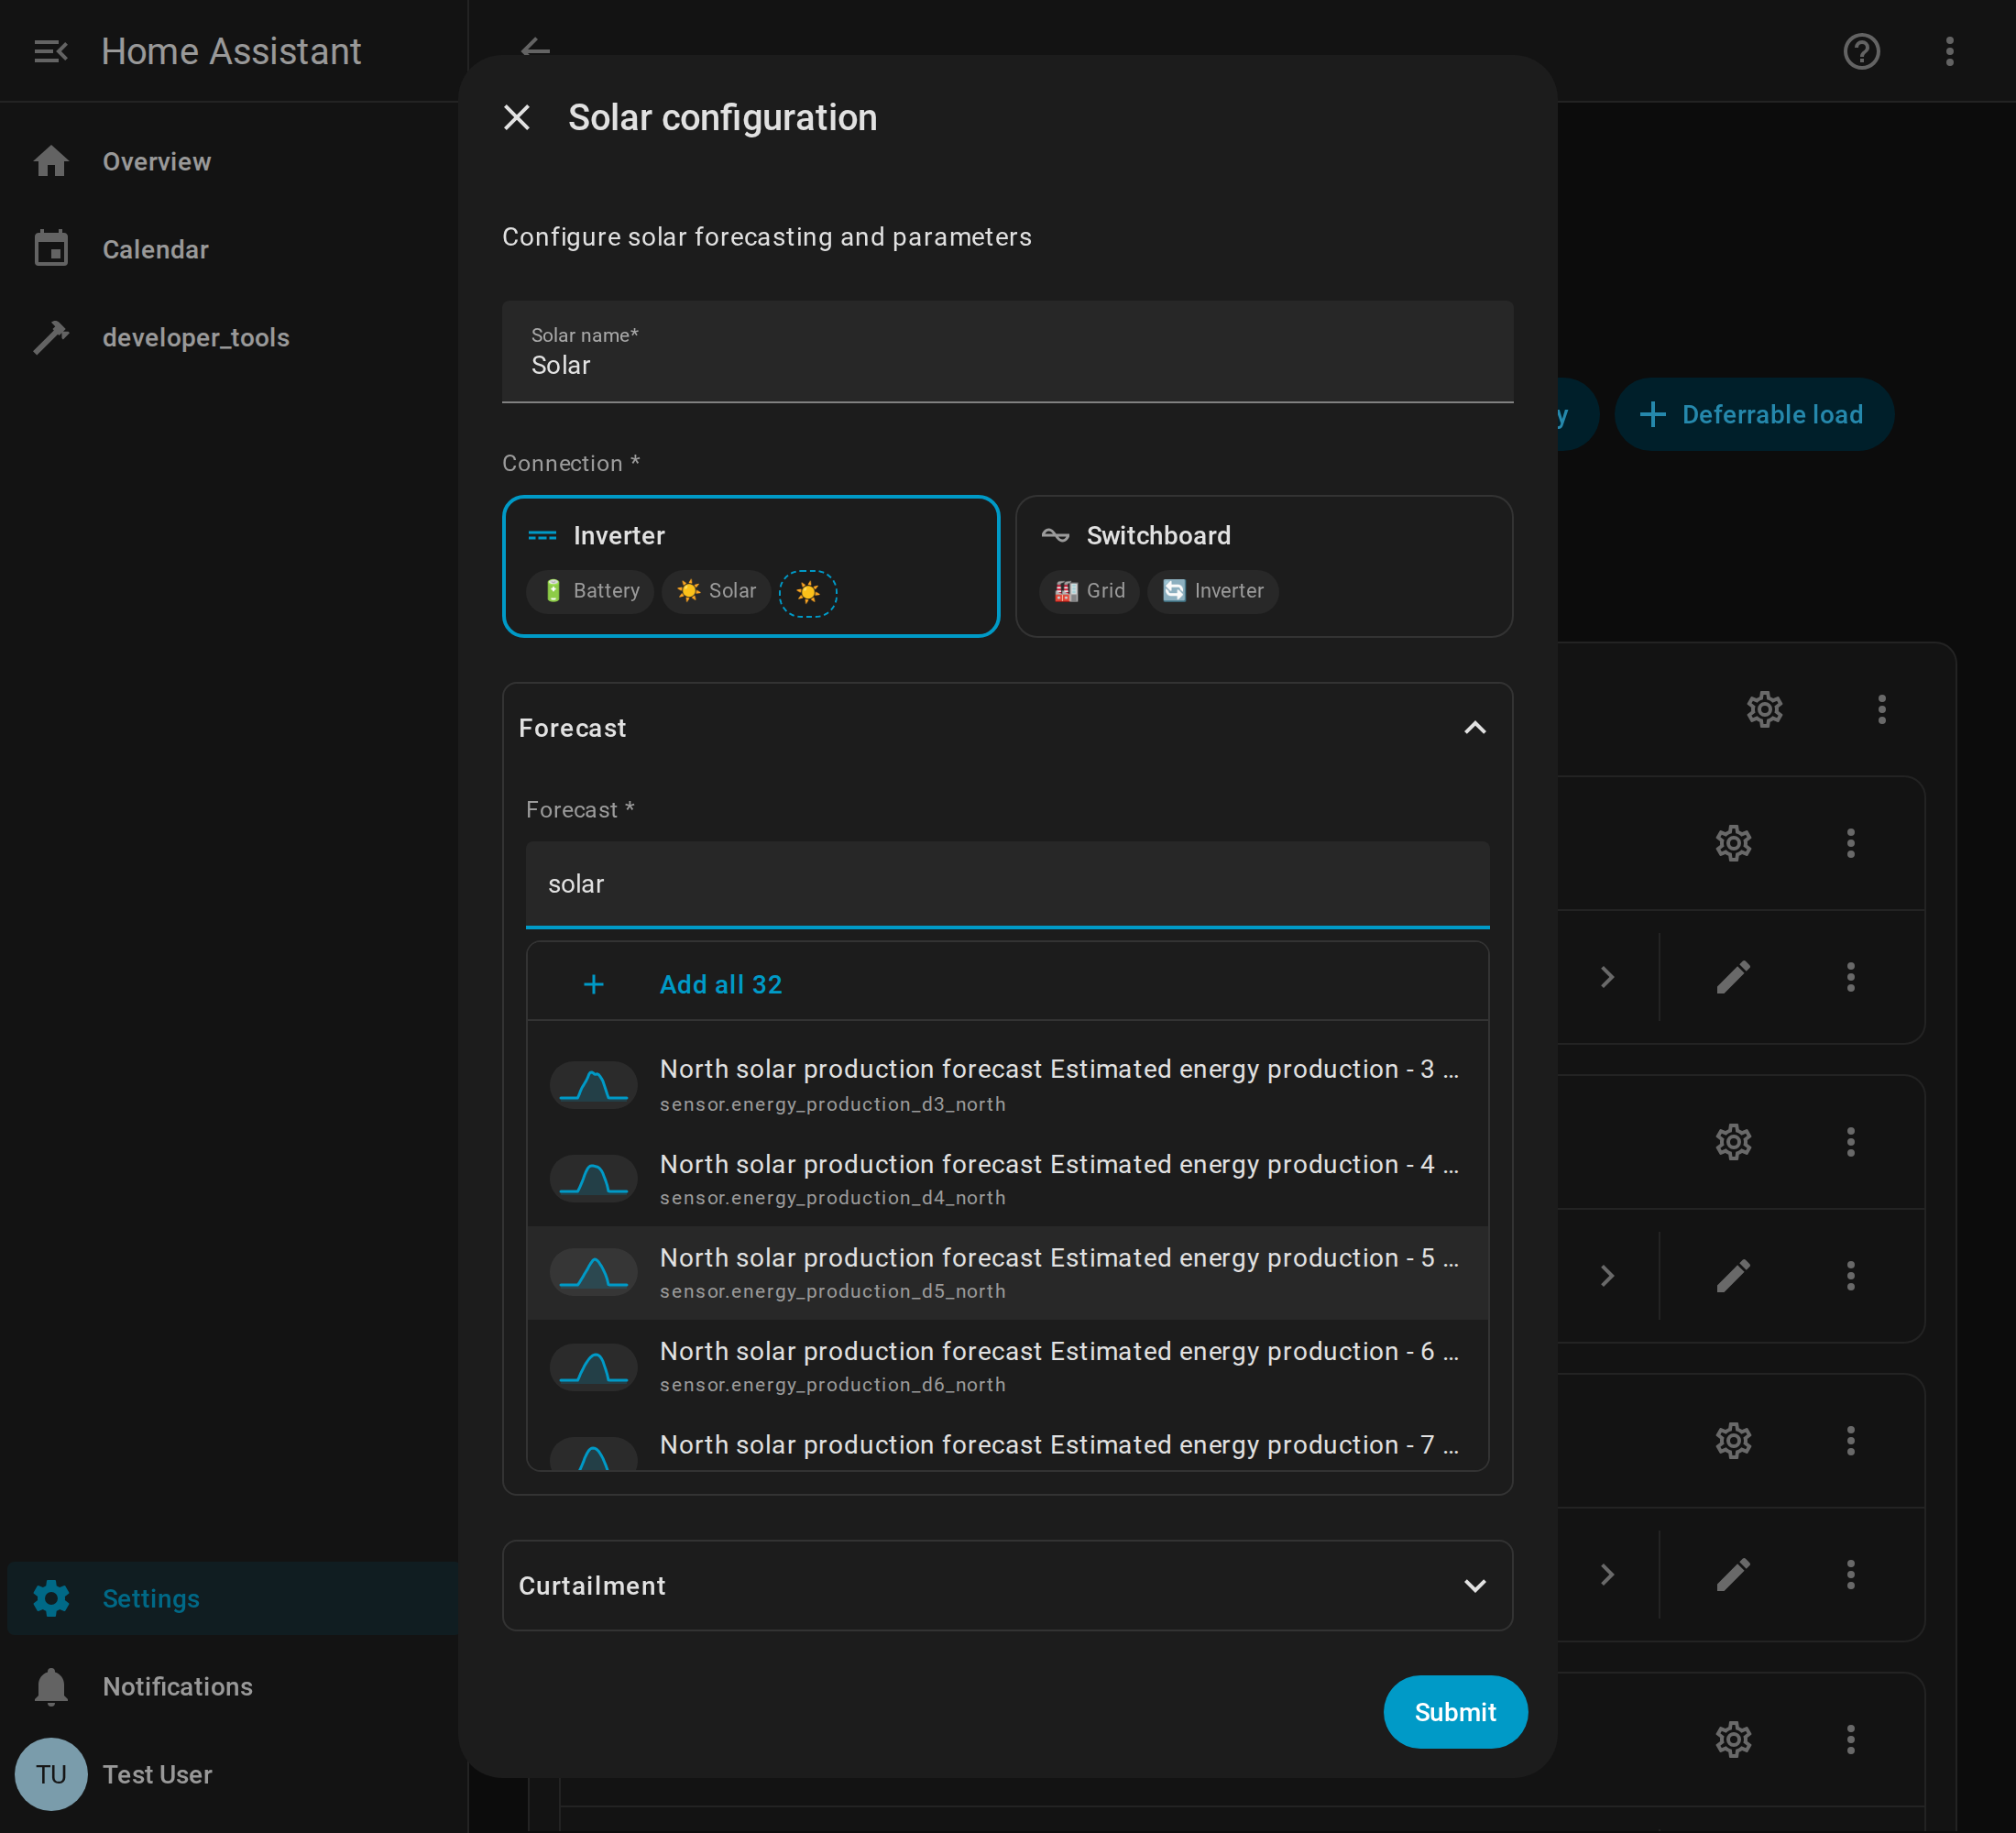 Home Assistant
Overview
Calendar
developer_tools
Settings
Notifications
TU
Test User
Solar configuration
Configure solar forecasting and parameters
Solar name*
Solar
Connection *
Inverter
Battery
Solar
Switchboard
Grid
Inverter
Forecast
Forecast *
solar
Add all 32
North solar production forecast Estimated energy production - 3 ...
sensor.energy_production_d3_north
North solar production forecast Estimated energy production - 4 ...
sensor.energy_production_d4_north
North solar production forecast Estimated energy production - 5 ...
sensor.energy_production_d5_north
North solar production forecast Estimated energy production - 6 ...
sensor.energy_production_d6_north
North solar production forecast Estimated energy production - 7 ...
Curtailment
Submit
y
Deferrable load